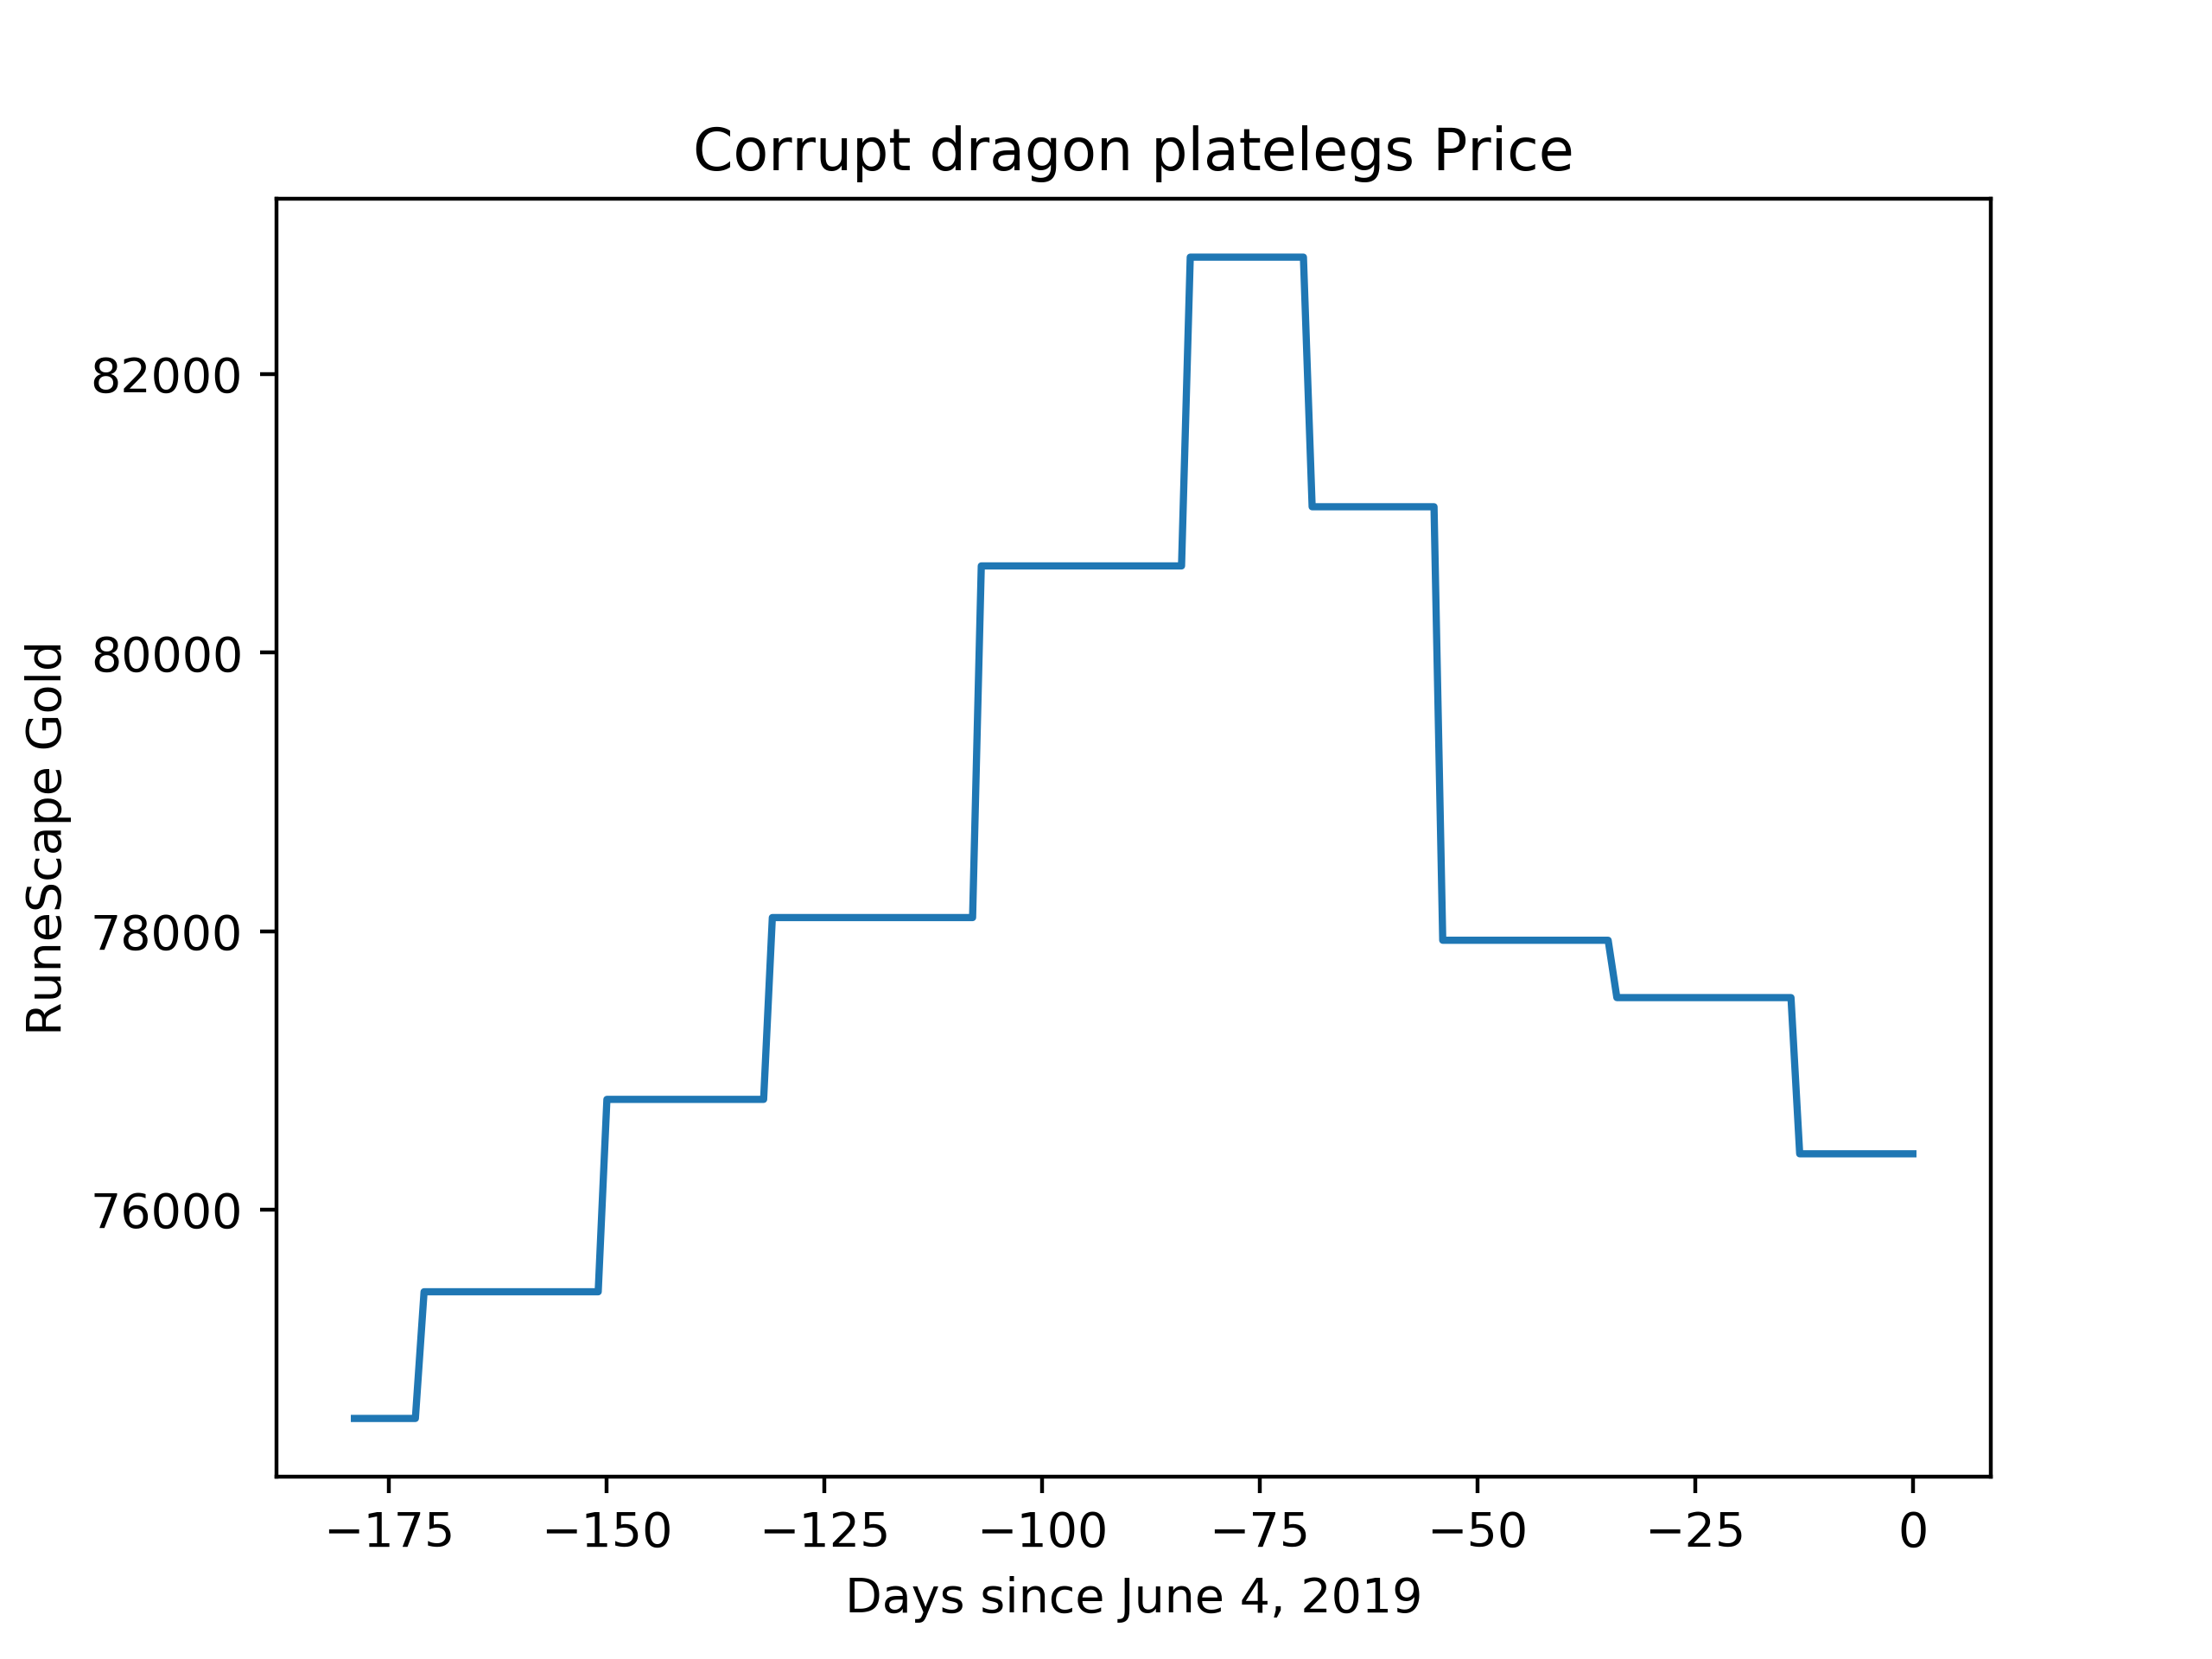 Corrupt dragon platelegs Price
RuneScape Gold
82000
80000
78000
76000
−175 −150 −125 −100 −75 −50 −25 0
Days since June 4, 2019